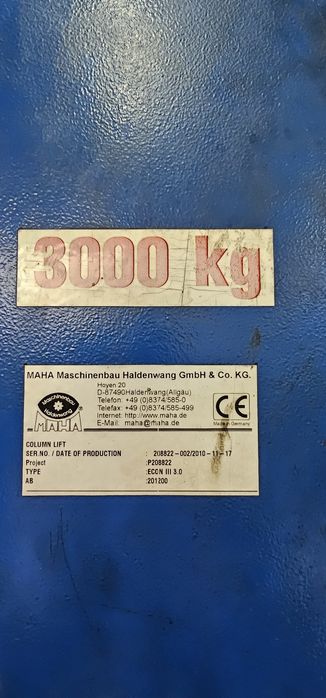 3000 kg
MAHA Maschinenbau Haldenwang GmbH & Co. KG.
Hoyen 20
D-87490Haldenwang(Allgäu)
Telefon: +49 (0)8374/585-0
Telefax: +49 (0)8374/585-499
Internet: http://www.maha.de
E-Mail: maha@maha.de
Maschinenbau
Haldenwang
MAHA
CE
Made in Germany
COLUMN LIFT
SER.NO. / DATE OF PRODUCTION : 208822-002/2010-11-17
Project :P208822
TYPE :ECON III 3.0
AB :201200